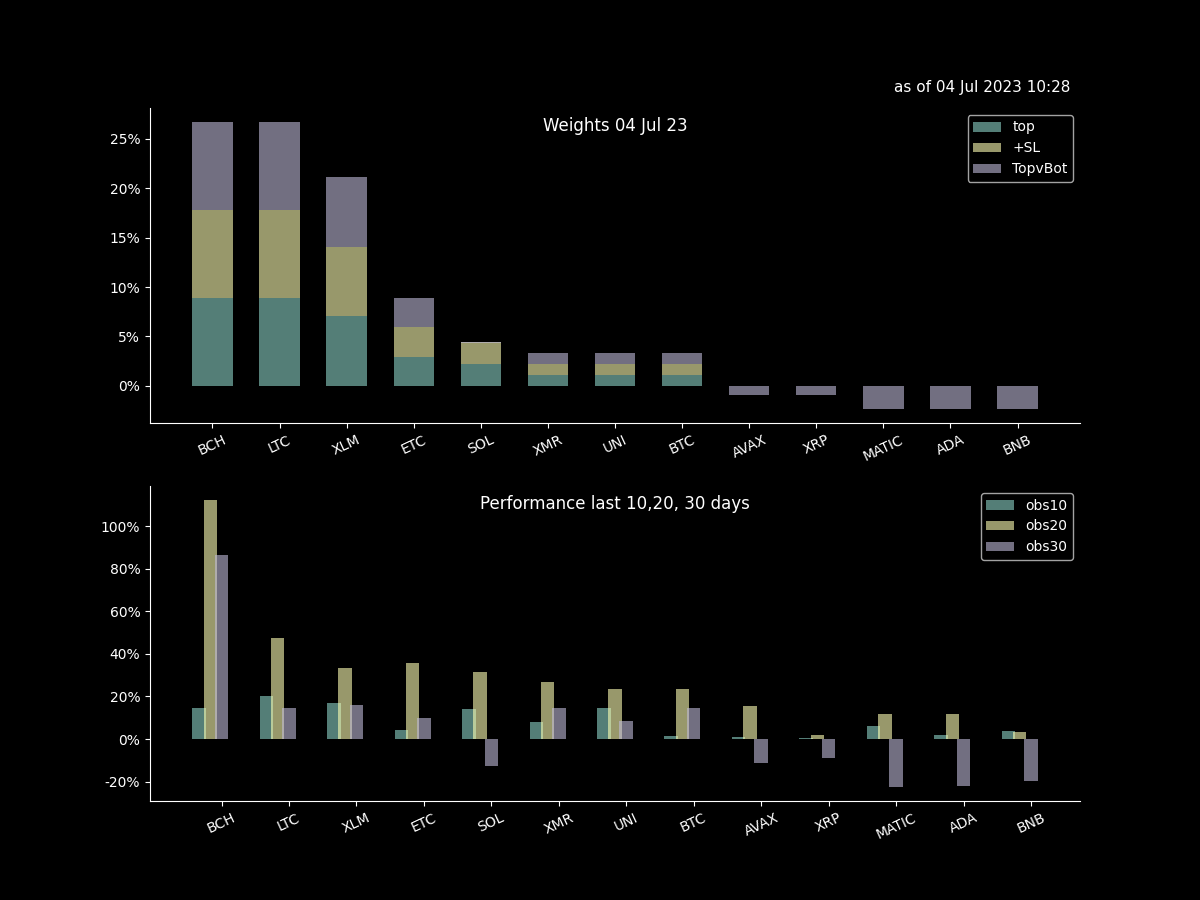 as of 04 Jul 2023 10:28
Weights 04 Jul 23
top
+SL
TopvBot
25%
20%
15%
10%
5%
0%
BCH LTC XLM ETC SOL XMR UNI BTC AVAX XRP MATIC ADA BNB
Performance last 10,20, 30 days
obs10
obs20
obs30
100%
80%
60%
40%
20%
0%
-20%
BCH LTC XLM ETC SOL XMR UNI BTC AVAX XRP MATIC ADA BNB